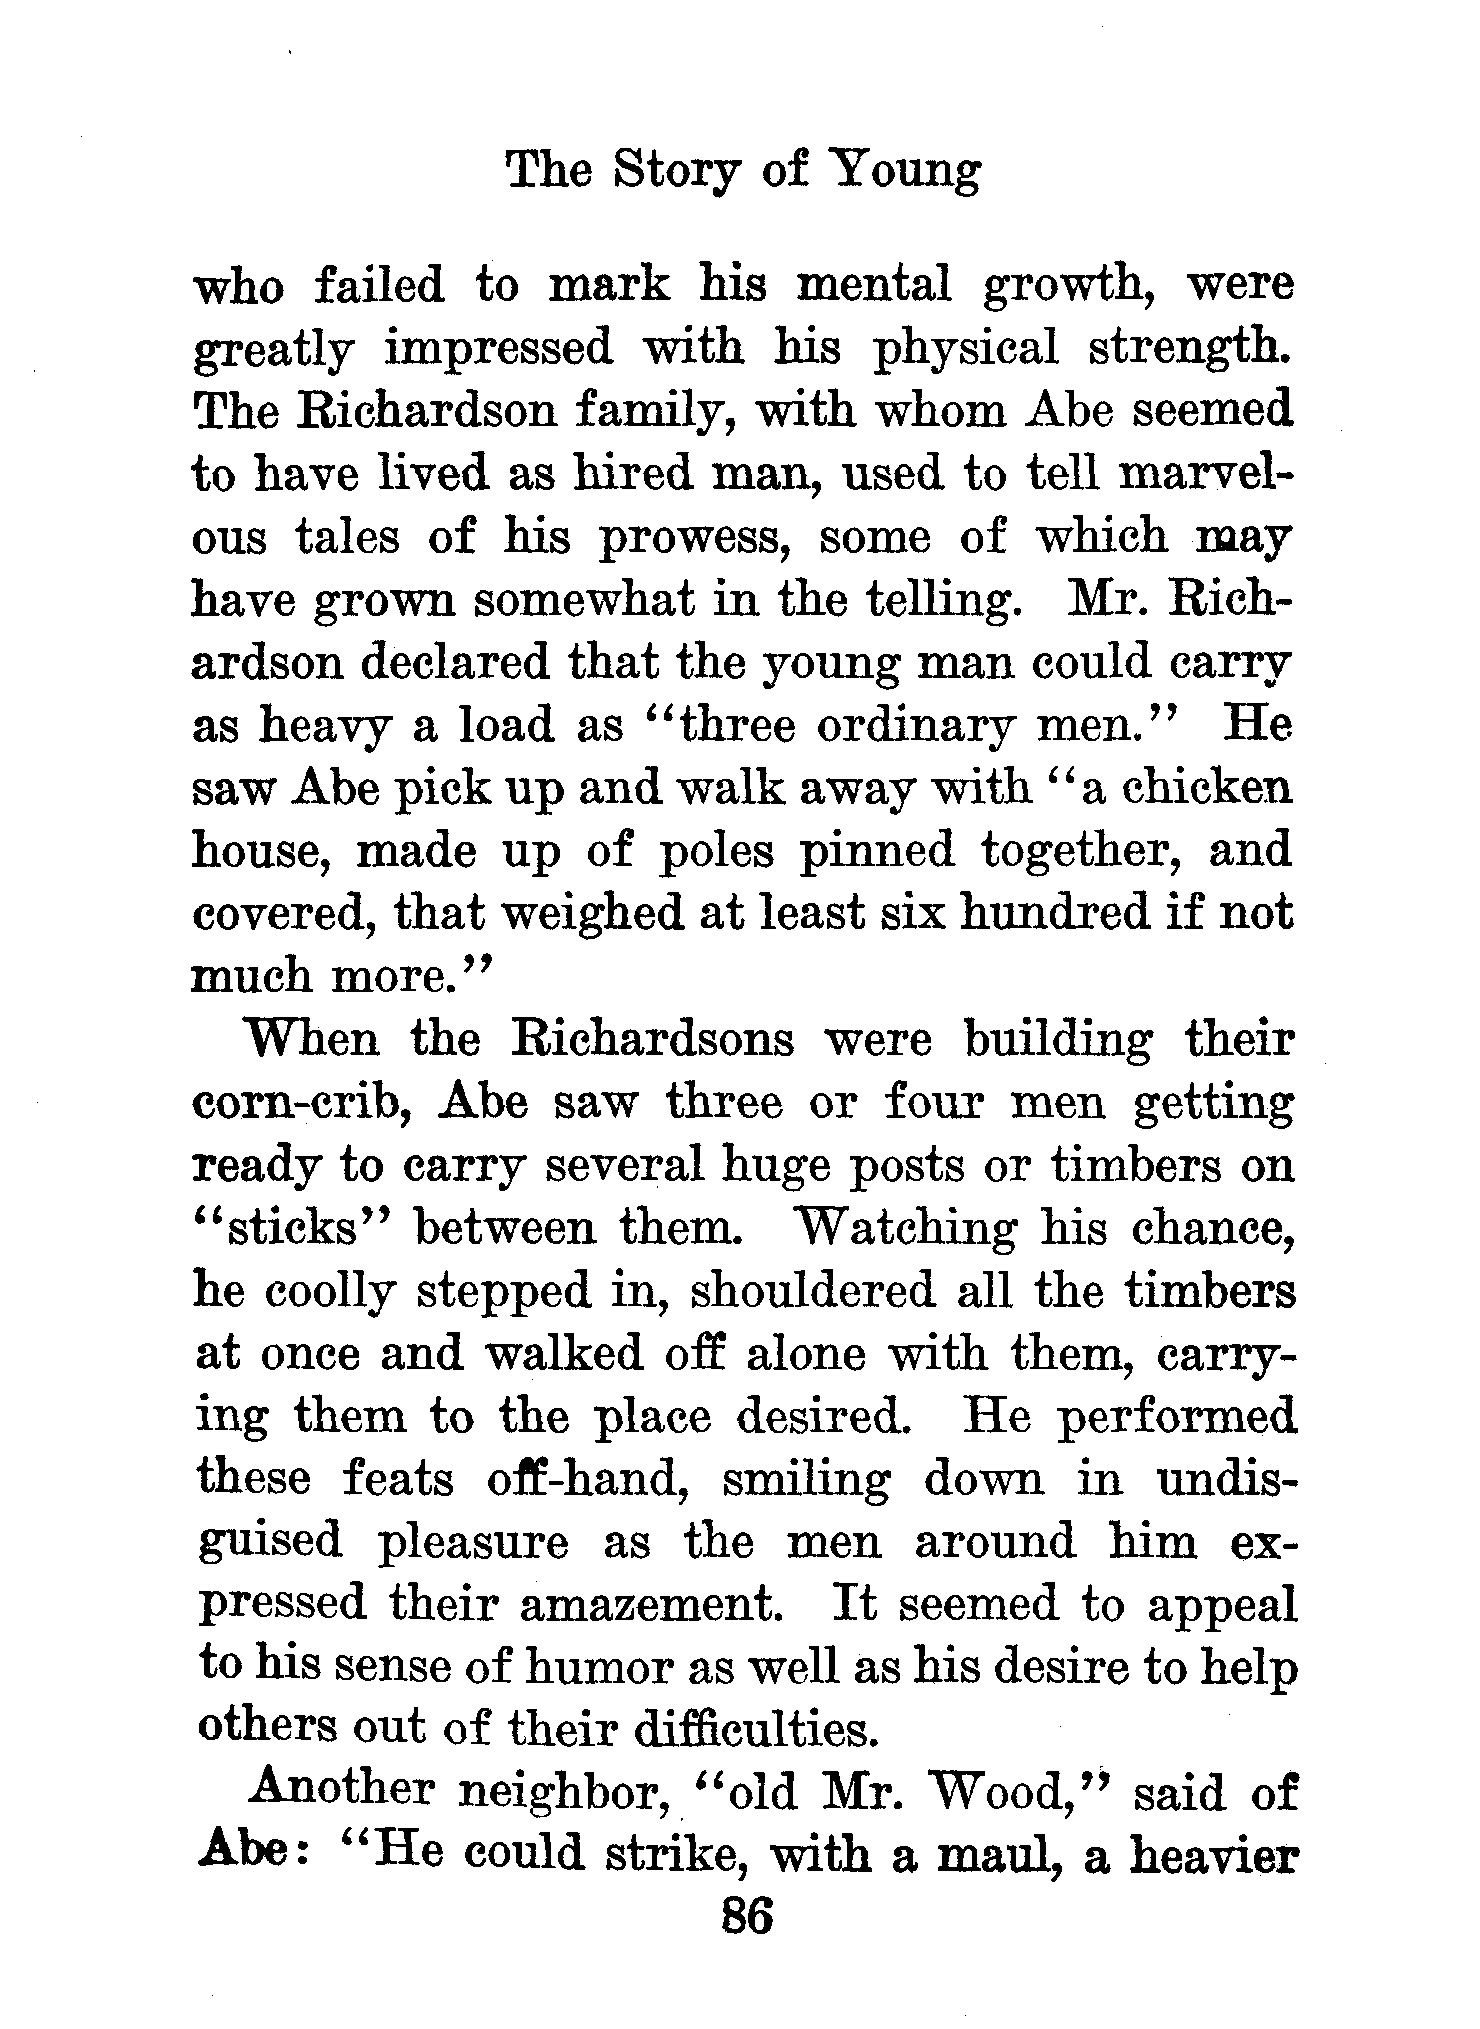 The Story of Young
who failed to mark his mental growth, were
greatly impressed with his physical strength.
The Richardson family, with whom Abe seemed
to have lived as hired man, used to tell marvel-
ous tales of his prowess, some of which may
have grown somewhat in the telling. Mr. Rich-
ardson declared that the young man could carry
as heavy a load as "three ordinary men." He
saw Abe pick up and walk away with "a chicken
house, made up of poles pinned together, and
covered, that weighed at least six hundred if not
much more."
When the Richardsons were building their
corn-crib, Abe saw three or four men getting
ready to carry several huge posts or timbers on
"sticks" between them. Watching his chance,
he coolly stepped in, shouldered all the timbers
at once and walked off alone with them, carry-
ing them to the place desired. He performed
these feats off-hand, smiling down in undis-
guised pleasure as the men around him ex-
pressed their amazement. It seemed to appeal
to his sense of humor as well as his desire to help
others out of their difficulties.
Another neighbor, "old Mr. Wood," said of
Abe: "He could strike, with a maul, a heavier
86